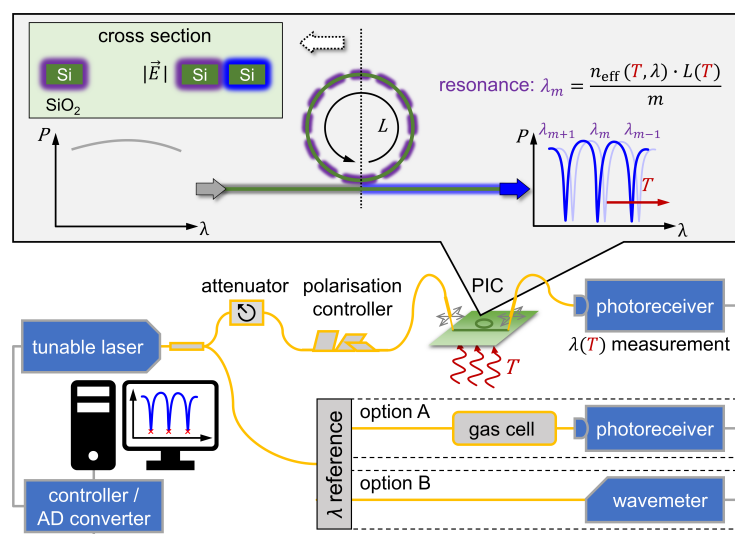 cross section
Si
|E⃗|
Si
Si
SiO₂
L
resonance: λₘ = n_eff(T, λ) · L(T) / m
P
λ
P
λₘ₊₁
λₘ
λₘ₋₁
T
λ
attenuator
polarisation
controller
PIC
photoreceiver
tunable laser
T
λ(T) measurement
λ reference
option A
gas cell
photoreceiver
option B
wavemeter
controller /
AD converter